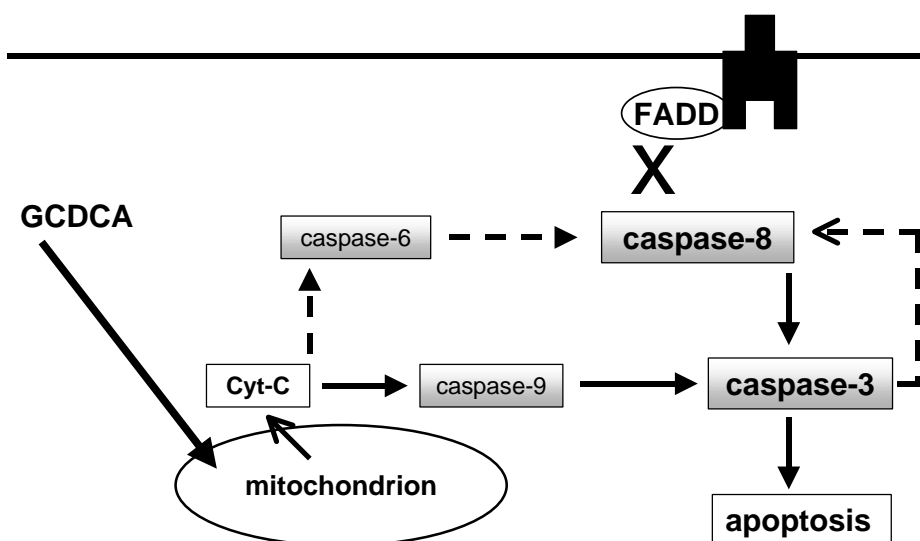 FADD
X
GCDCA
caspase-6
caspase-8
Cyt-C
caspase-9
caspase-3
mitochondrion
apoptosis